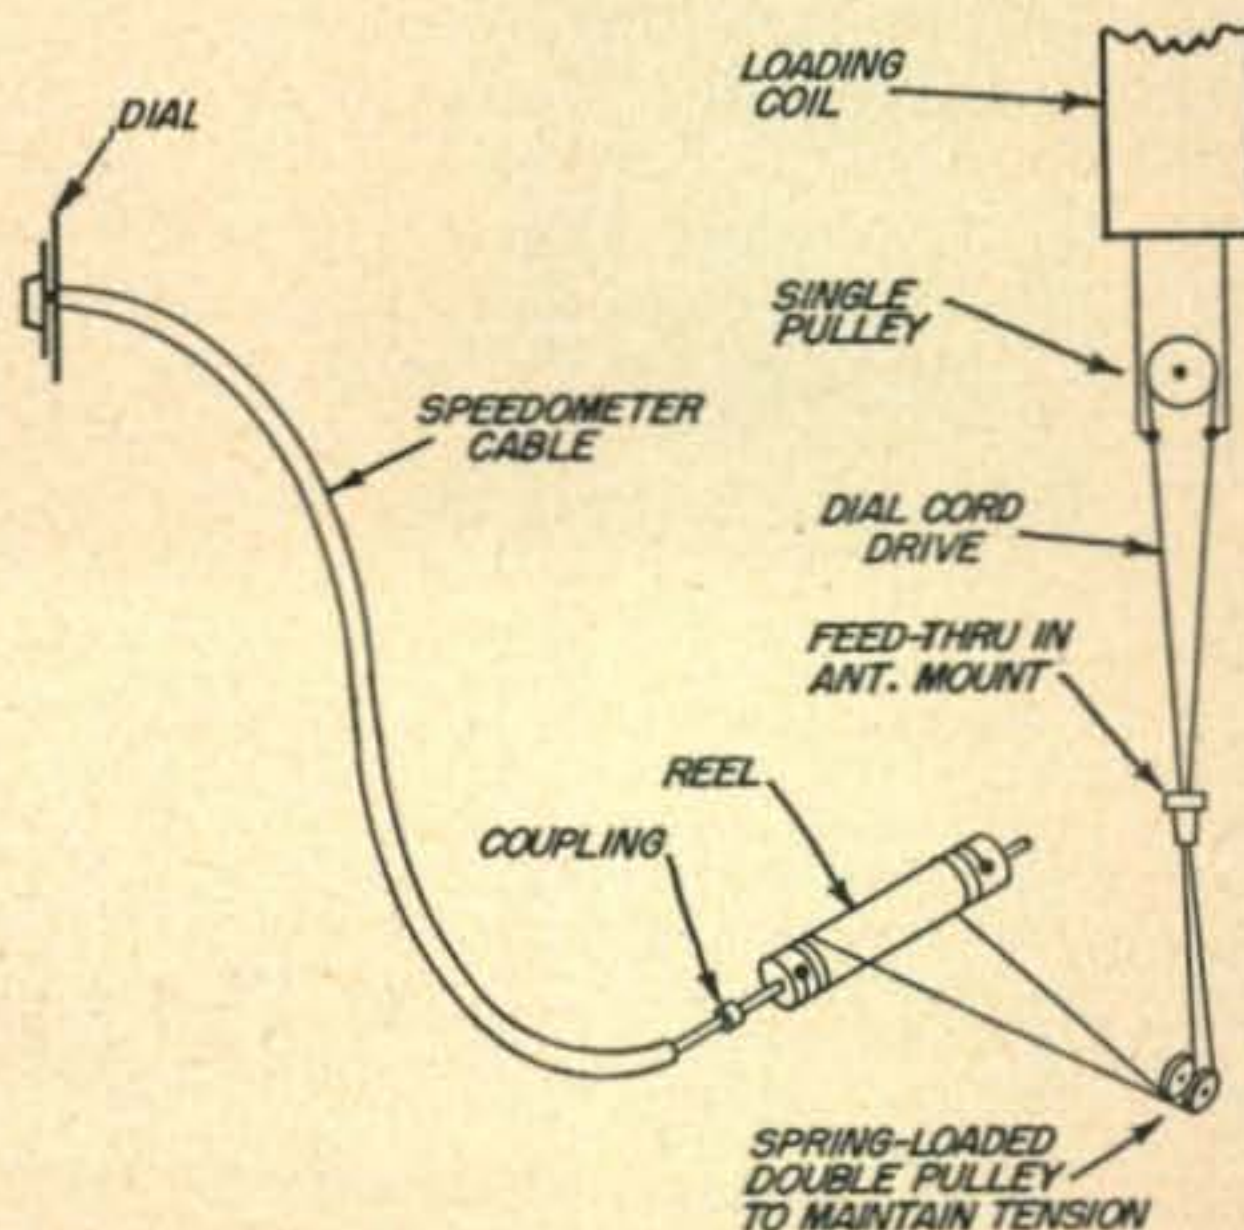 DIAL
LOADING
COIL
SINGLE
PULLEY
SPEEDOMETER
CABLE
DIAL CORD
DRIVE
FEED-THRU IN
ANT. MOUNT
REEL
COUPLING
SPRING-LOADED
DOUBLE PULLEY
TO MAINTAIN TENSION